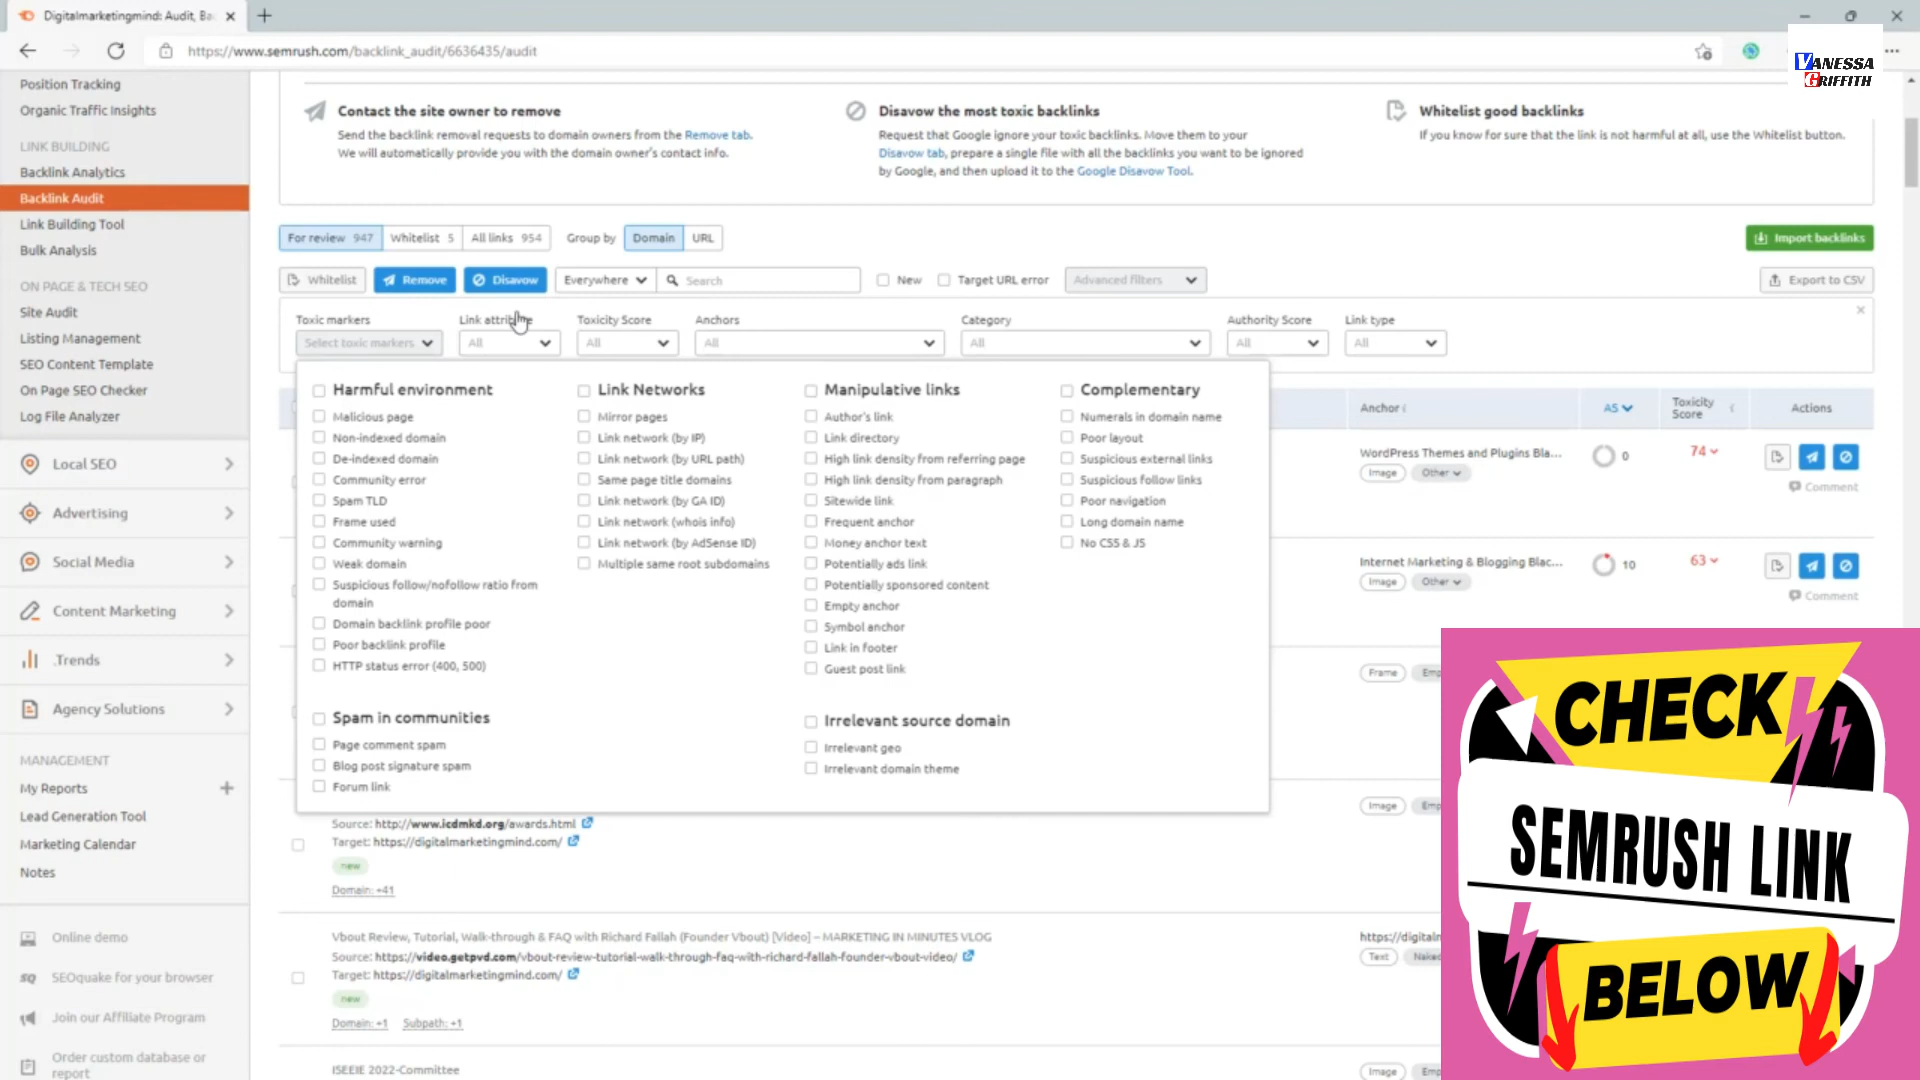 Digitalmarketingmind: Audit, Ba
https://www.semrush.com/backlink_audit/6636435/audit
VANESSA
GRIFFITH
Position Tracking
Organic Traffic Insights
LINK BUILDING
Backlink Analytics
Backlink Audit
Link Building Tool
Bulk Analysis
ON PAGE & TECH SEO
Site Audit
Listing Management
SEO Content Template
On Page SEO Checker
Log File Analyzer
Local SEO
Advertising
Social Media
Content Marketing
.Trends
Agency Solutions
MANAGEMENT
My Reports
Lead Generation Tool
Marketing Calendar
Notes
Online demo
SEOquake for your browser
Join our Affiliate Program
Order custom database or
report
Contact the site owner to remove
Send the backlink removal requests to domain owners from the Remove tab.
We will automatically provide you with the domain owner's contact info.
Disavow the most toxic backlinks
Request that Google ignore your toxic backlinks. Move them to your
Disavow tab, prepare a single file with all the backlinks you want to be ignored
by Google, and then upload it to the Google Disavow Tool.
Whitelist good backlinks
If you know for sure that the link is not harmful at all, use the Whitelist button.
For review 947 Whitelist 5 All links 954 Group by Domain URL
Import backlinks
Whitelist Remove Disavow Everywhere Search New Target URL error Advanced filters
Export to CSV
Toxic markers Link attribute Toxicity Score Anchors Category Authority Score Link type
Select toxic markers All All All All All All
Harmful environment
Malicious page
Non-indexed domain
De-indexed domain
Community error
Spam TLD
Frame used
Community warning
Weak domain
Suspicious follow/nofollow ratio from
domain
Domain backlink profile poor
Poor backlink profile
HTTP status error (400, 500)
Spam in communities
Page comment spam
Blog post signature spam
Forum link
Link Networks
Mirror pages
Link network (by IP)
Link network (by URL path)
Same page title domains
Link network (by GA ID)
Link network (whois info)
Link network (by AdSense ID)
Multiple same root subdomains
Manipulative links
Author's link
Link directory
High link density from referring page
High link density from paragraph
Sitewide link
Frequent anchor
Money anchor text
Potentially ads link
Potentially sponsored content
Empty anchor
Symbol anchor
Link in footer
Guest post link
Irrelevant source domain
Irrelevant geo
Irrelevant domain theme
Complementary
Numerals in domain name
Poor layout
Suspicious external links
Suspicious follow links
Poor navigation
Long domain name
No CSS & JS
Anchor AS Toxicity
Score Actions
WordPress Themes and Plugins Bla... 0 74
Image Other
Comment
Internet Marketing & Blogging Blac... 10 63
Image Other
Comment
Frame Emp
Image Emp
Source: http://www.icdmkd.org/awards.html
Target: https://digitalmarketingmind.com/
new
Domain: +41
Vbout Review, Tutorial, Walk-through & FAQ with Richard Fallah (Founder Vbout) [Video] – MARKETING IN MINUTES VLOG
Source: https://video.getpvd.com/vbout-review-tutorial-walk-through-faq-with-richard-fallah-founder-vbout-video/
Target: https://digitalmarketingmind.com/
new
Domain: +1 Subpath: +1
https://digitaln
Text Naked
ISEEIE 2022-Committee
Image Emp
CHECK
SEMRUSH LINK
BELOW